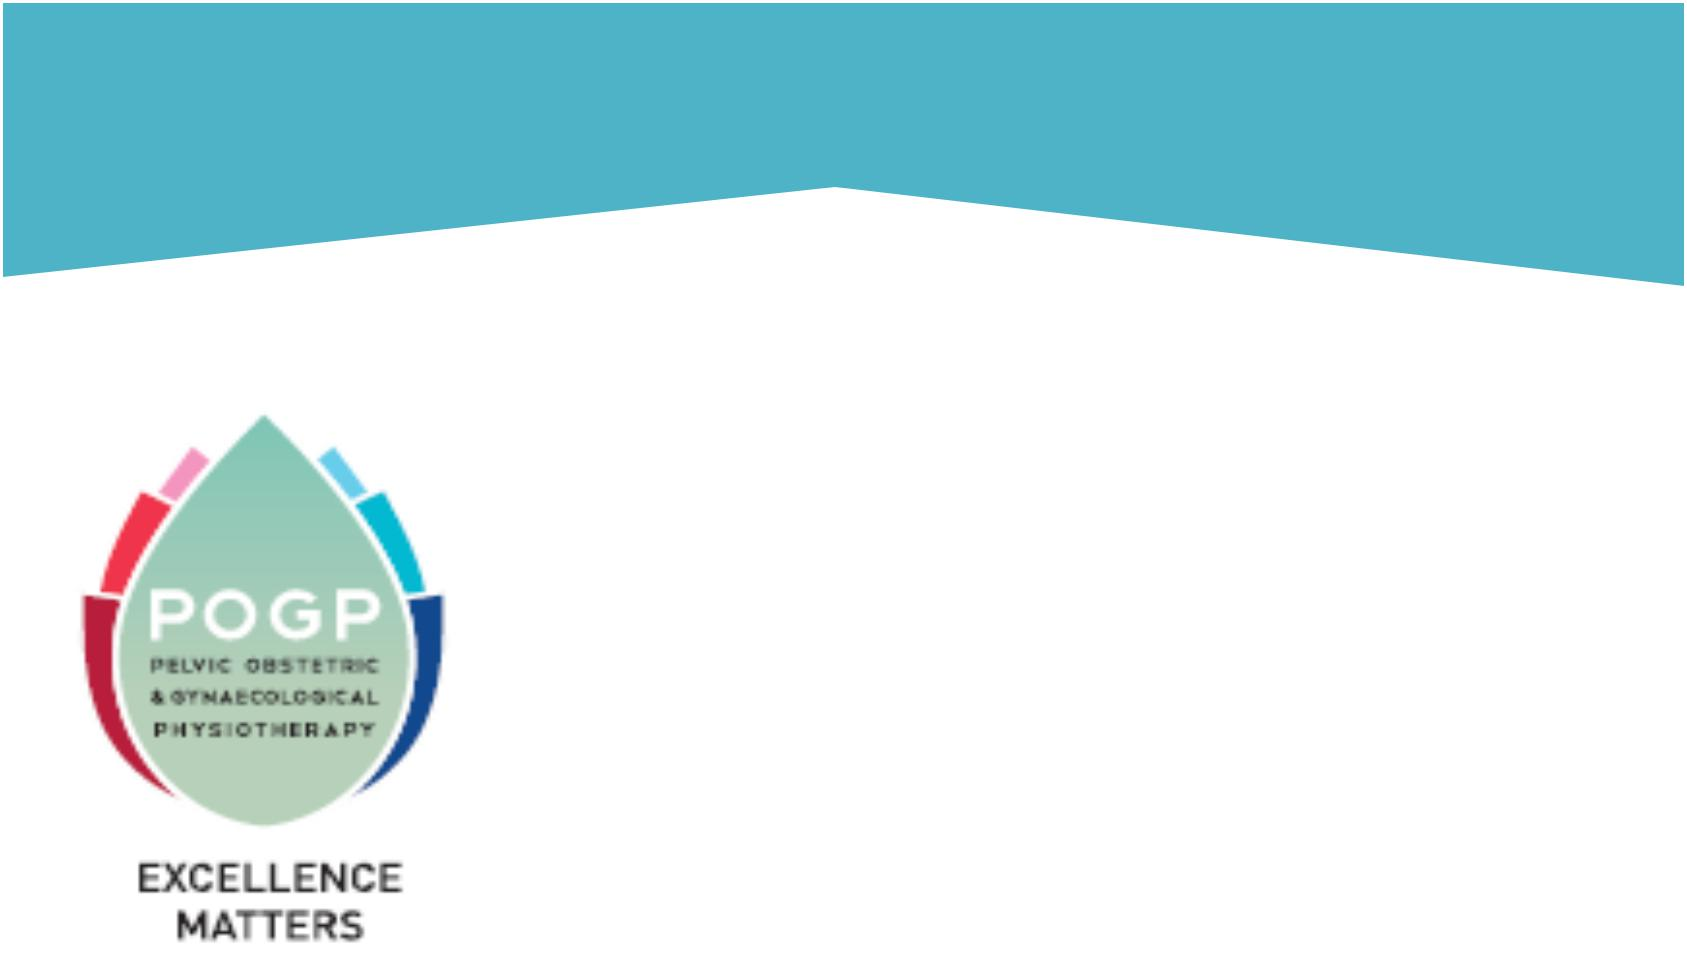 POGP
PELVIC OBSTETRIC
& GYNAECOLOGICAL
PHYSIOTHERAPY
EXCELLENCE
MATTERS